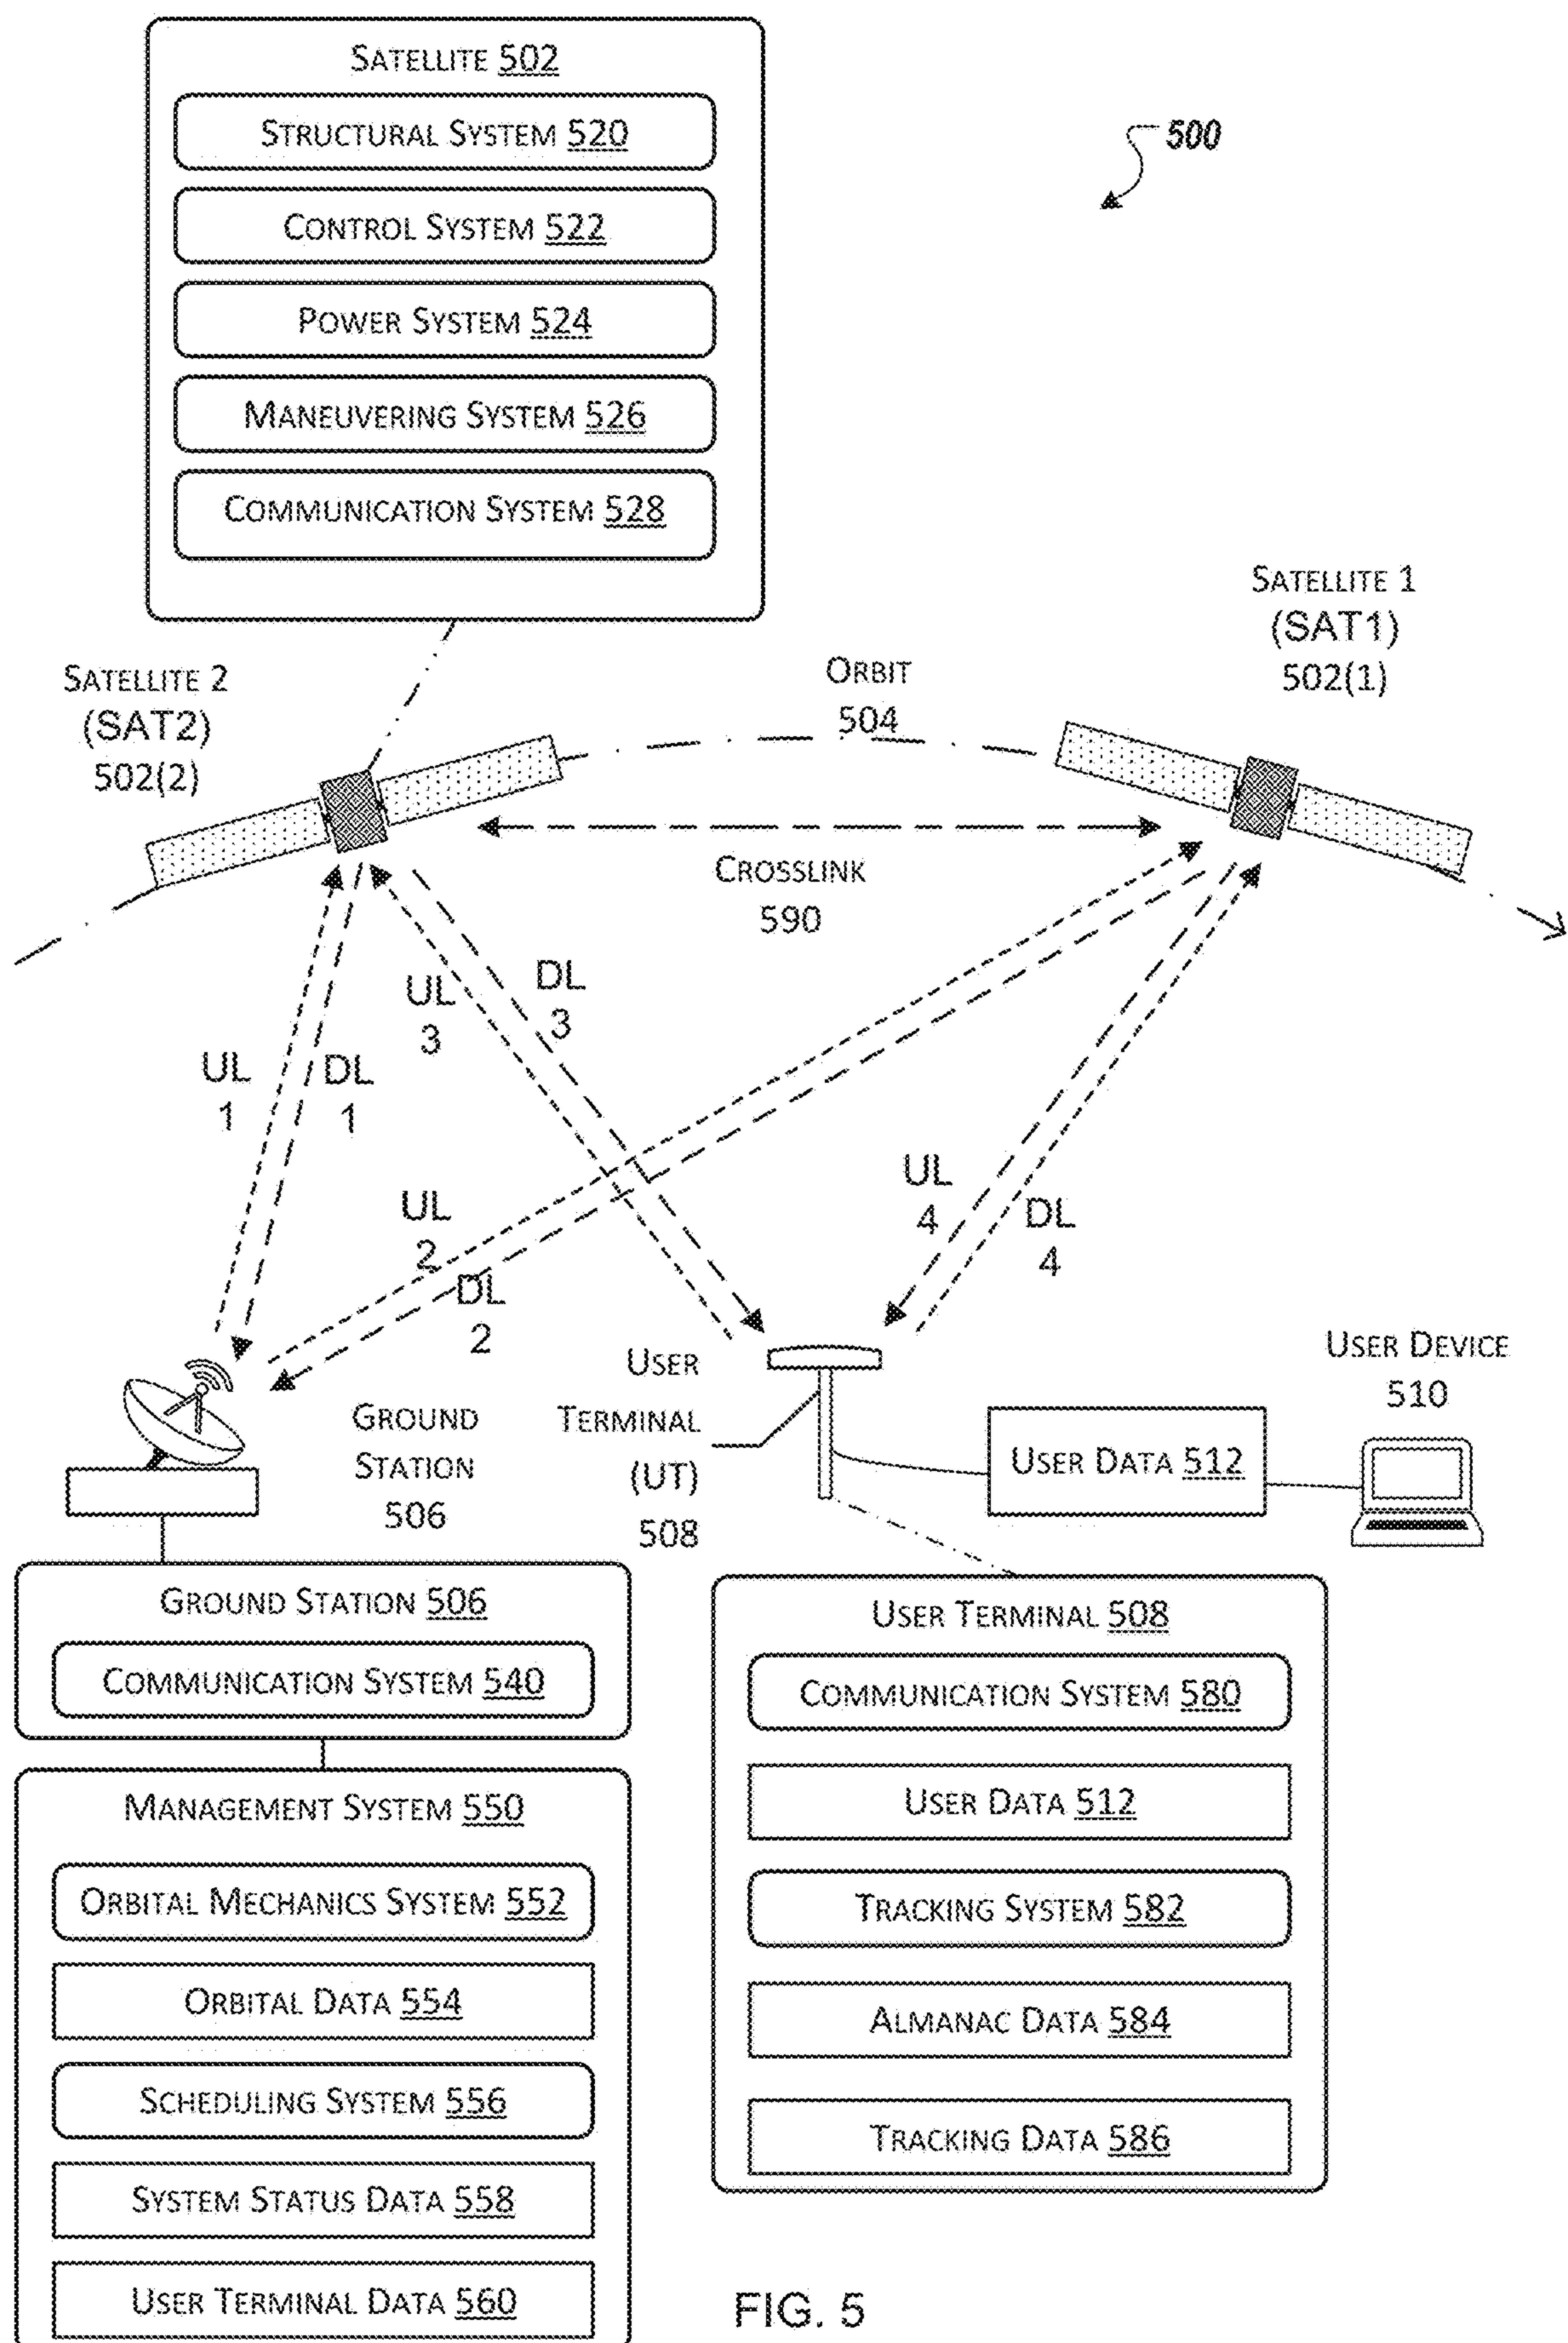 SATELLITE 502
STRUCTURAL SYSTEM 520
CONTROL SYSTEM 522
POWER SYSTEM 524
MANEUVERING SYSTEM 526
COMMUNICATION SYSTEM 528
500
SATELLITE 1
(SAT1)
502(1)
SATELLITE 2
(SAT2)
502(2)
ORBIT
504
CROSSLINK
590
UL
1
DL
1
UL
3
DL
3
UL
2
DL
2
UL
4
DL
4
GROUND
STATION
506
USER
TERMINAL
(UT)
508
USER DATA 512
USER DEVICE
510
GROUND STATION 506
COMMUNICATION SYSTEM 540
MANAGEMENT SYSTEM 550
ORBITAL MECHANICS SYSTEM 552
ORBITAL DATA 554
SCHEDULING SYSTEM 556
SYSTEM STATUS DATA 558
USER TERMINAL DATA 560
USER TERMINAL 508
COMMUNICATION SYSTEM 580
USER DATA 512
TRACKING SYSTEM 582
ALMANAC DATA 584
TRACKING DATA 586
FIG. 5